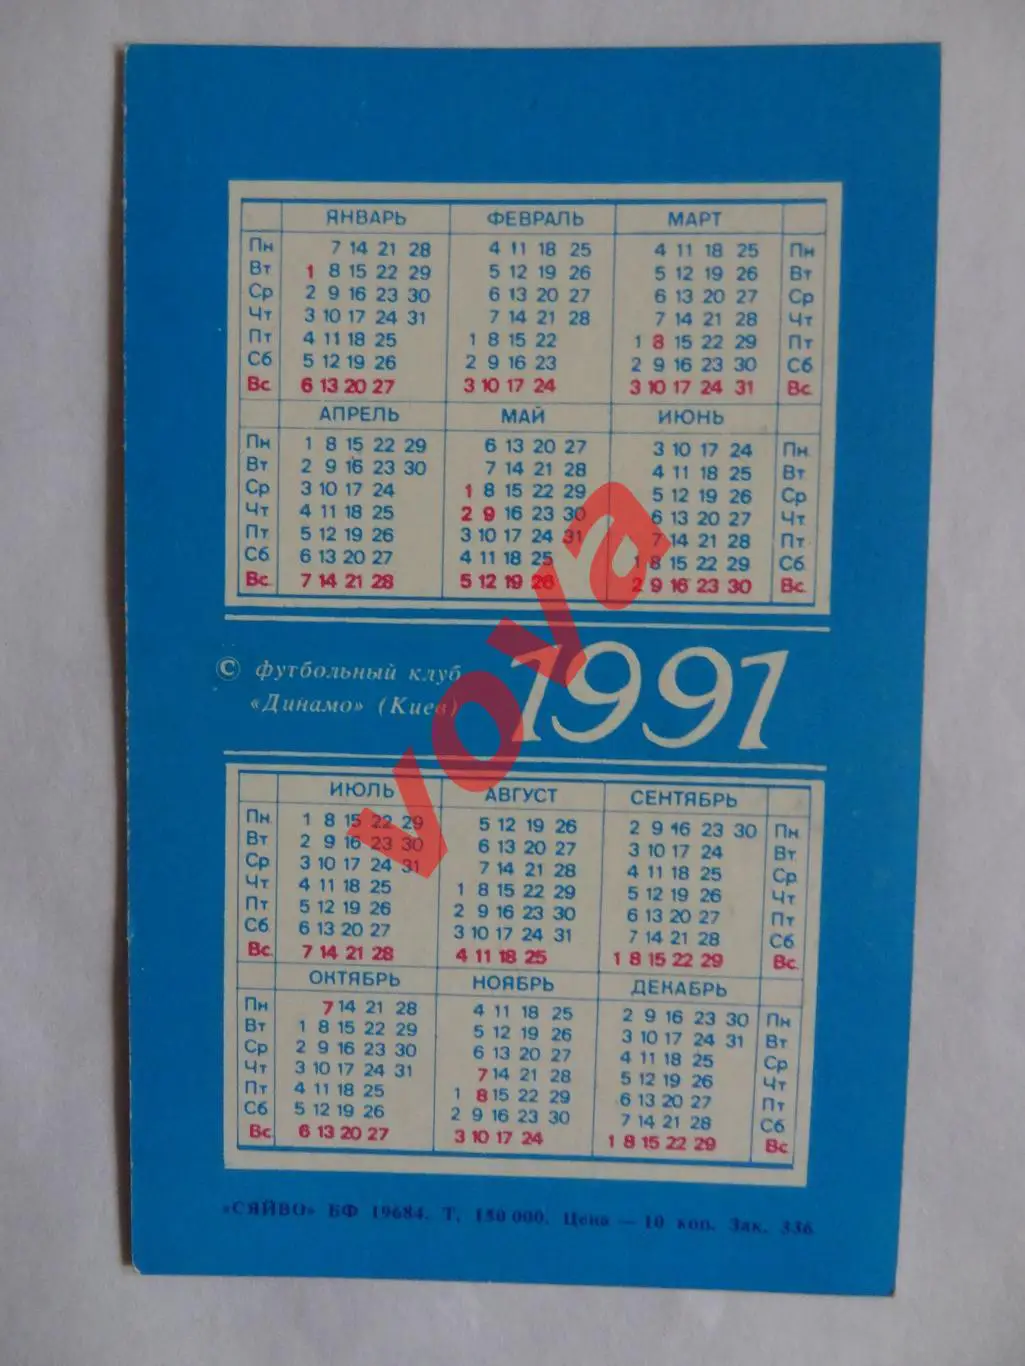 ЯНВАРЬ ФЕВРАЛЬ МАРТ
Пн 7 14 21 28 4 11 18 25 4 11 18 25 Пн
Вт 1 8 15 22 29 5 12 19 26 5 12 19 26 Вт
Ср 2 9 16 23 30 6 13 20 27 6 13 20 27 Ср
Чт 3 10 17 24 31 7 14 21 28 7 14 21 28 Чт
Пт 4 11 18 25 1 8 15 22 1 8 15 22 29 Пт
Сб 5 12 19 26 2 9 16 23 2 9 16 23 30 Сб
Вс 6 13 20 27 3 10 17 24 3 10 17 24 31 Вс
АПРЕЛЬ МАЙ ИЮНЬ
Пн 1 8 15 22 29 6 13 20 27 3 10 17 24 Пн
Вт 2 9 16 23 30 7 14 21 28 4 11 18 25 Вт
Ср 3 10 17 24 1 8 15 22 29 5 12 19 26 Ср
Чт 4 11 18 25 2 9 16 23 30 6 13 20 27 Чт
Пт 5 12 19 26 3 10 17 24 31 7 14 21 28 Пт
Сб 6 13 20 27 4 11 18 25 1 8 15 22 29 Сб
Вс 7 14 21 28 5 12 19 26 2 9 16 23 30 Вс
© футбольный клуб
«Динамо» (Киев)
1991
vova
ИЮЛЬ АВГУСТ СЕНТЯБРЬ
Пн 1 8 15 22 29 5 12 19 26 2 9 16 23 30 Пн
Вт 2 9 16 23 30 6 13 20 27 3 10 17 24 Вт
Ср 3 10 17 24 31 7 14 21 28 4 11 18 25 Ср
Чт 4 11 18 25 1 8 15 22 29 5 12 19 26 Чт
Пт 5 12 19 26 2 9 16 23 30 6 13 20 27 Пт
Сб 6 13 20 27 3 10 17 24 31 7 14 21 28 Сб
Вс 7 14 21 28 4 11 18 25 1 8 15 22 29 Вс
ОКТЯБРЬ НОЯБРЬ ДЕКАБРЬ
Пн 7 14 21 28 4 11 18 25 2 9 16 23 30 Пн
Вт 1 8 15 22 29 5 12 19 26 3 10 17 24 31 Вт
Ср 2 9 16 23 30 6 13 20 27 4 11 18 25 Ср
Чт 3 10 17 24 31 7 14 21 28 5 12 19 26 Чт
Пт 4 11 18 25 1 8 15 22 29 6 13 20 27 Пт
Сб 5 12 19 26 2 9 16 23 30 7 14 21 28 Сб
Вс 6 13 20 27 3 10 17 24 1 8 15 22 29 Вс
«СЯЙВО» БФ 19684. Т. 150 000. Цена — 10 коп. Зак. 336